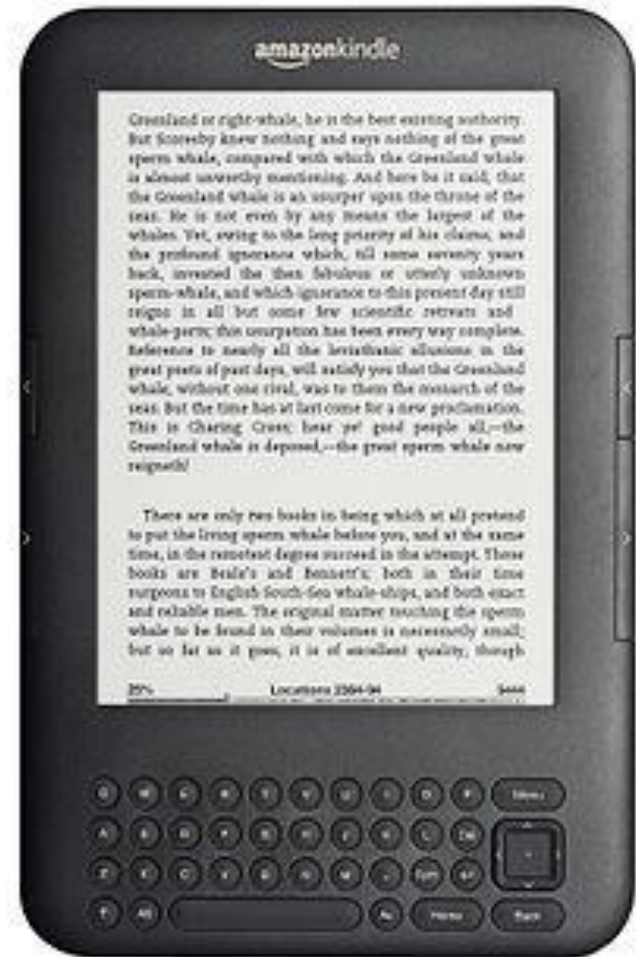 amazonkindle
Greenland or right-whale, he is the best existing authority.
But Scoresby knew nothing and says nothing of the great
sperm whale, compared with which the Greenland whale
is almost unworthy mentioning. And here be it said, that
the Greenland whale is an usurper upon the throne of the
seas. He is not even by any means the largest of the
whales. Yet, owing to the long priority of his claims, and
the profound ignorance which, till some seventy years
back, invested the then fabulous or utterly unknown
sperm-whale, and which ignorance to this present day still
reigns in all but some few scientific retreats and
whale-ports; this usurpation has been every way complete.
Reference to nearly all the leviathanic allusions in the
great poets of past days, will satisfy you that the Greenland
whale, without one rival, was to them the monarch of the
seas. But the time has at last come for a new proclamation.
This is Charing Cross; hear ye! good people all,—the
Greenland whale is deposed,—the great sperm whale now
reigneth!
There are only two books in being which at all pretend
to put the living sperm whale before you, and at the same
time, in the remotest degree succeed in the attempt. Those
books are Beale's and Bennett's; both in their time
surgeons to English South-Sea whale-ships, and both exact
and reliable men. The original matter touching the sperm
whale to be found in their volumes is necessarily small;
but so far as it goes, it is of excellent quality, though
25% Locations
Q W E R T Y U I O P Menu
A S D F G H J K L Del
Z X C V B N M . Sym
Alt Aa Home Back